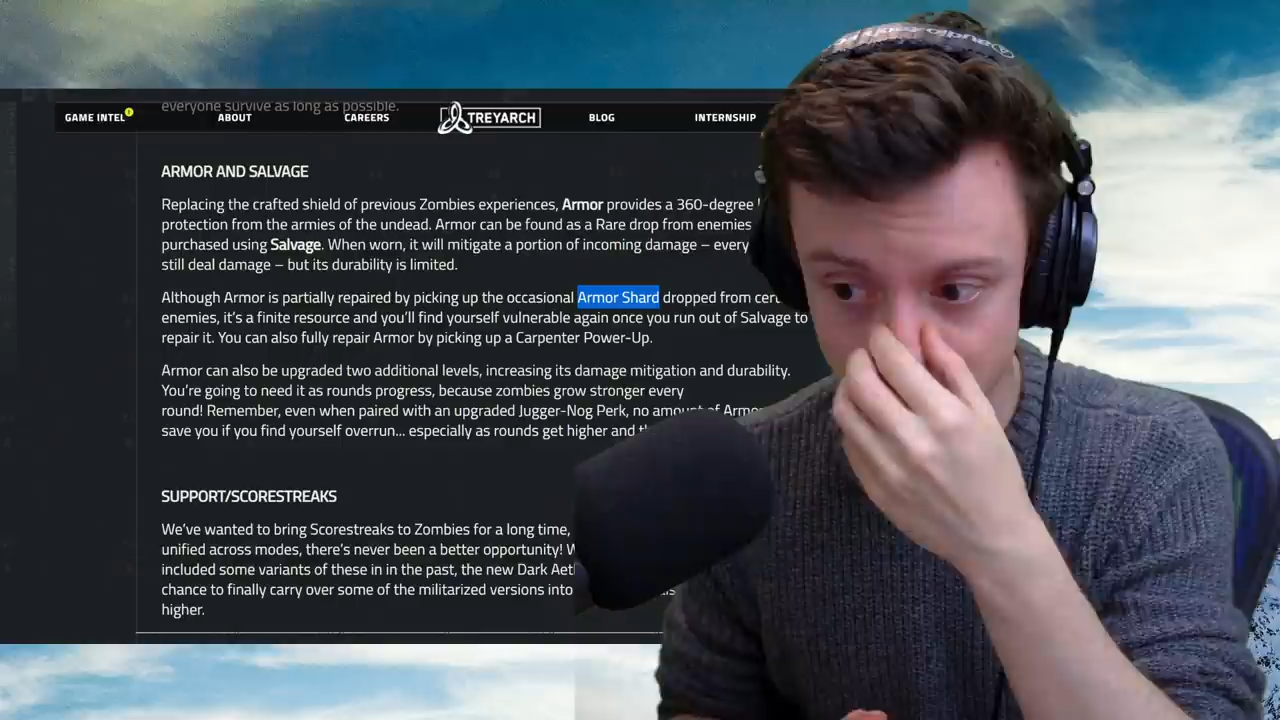 everyone survive as long as possible.
GAME INTEL ABOUT CAREERS TREYARCH BLOG INTERNSHIP
ARMOR AND SALVAGE
Replacing the crafted shield of previous Zombies experiences, Armor provides a 360-degree
protection from the armies of the undead. Armor can be found as a Rare drop from enemies
purchased using Salvage. When worn, it will mitigate a portion of incoming damage – every
still deal damage – but its durability is limited.
Although Armor is partially repaired by picking up the occasional Armor Shard dropped from
enemies, it's a finite resource and you'll find yourself vulnerable again once you run out of Salvage to
repair it. You can also fully repair Armor by picking up a Carpenter Power-Up.
Armor can also be upgraded two additional levels, increasing its damage mitigation and durability.
You're going to need it as rounds progress, because zombies grow stronger every
round! Remember, even when paired with an upgraded Jugger-Nog Perk, no amount of Armor
save you if you find yourself overrun... especially as rounds get higher and
SUPPORT/SCORESTREAKS
We've wanted to bring Scorestreaks to Zombies for a long time,
unified across modes, there's never been a better opportunity!
included some variants of these in in the past, the new Dark
chance to finally carry over some of the militarized versions into
higher.